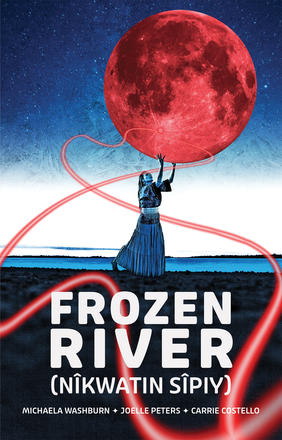 FROZEN
RIVER
(NÎKWATIN SÎPIY)
MICHAELA WASHBURN + JOELLE PETERS + CARRIE COSTELLO